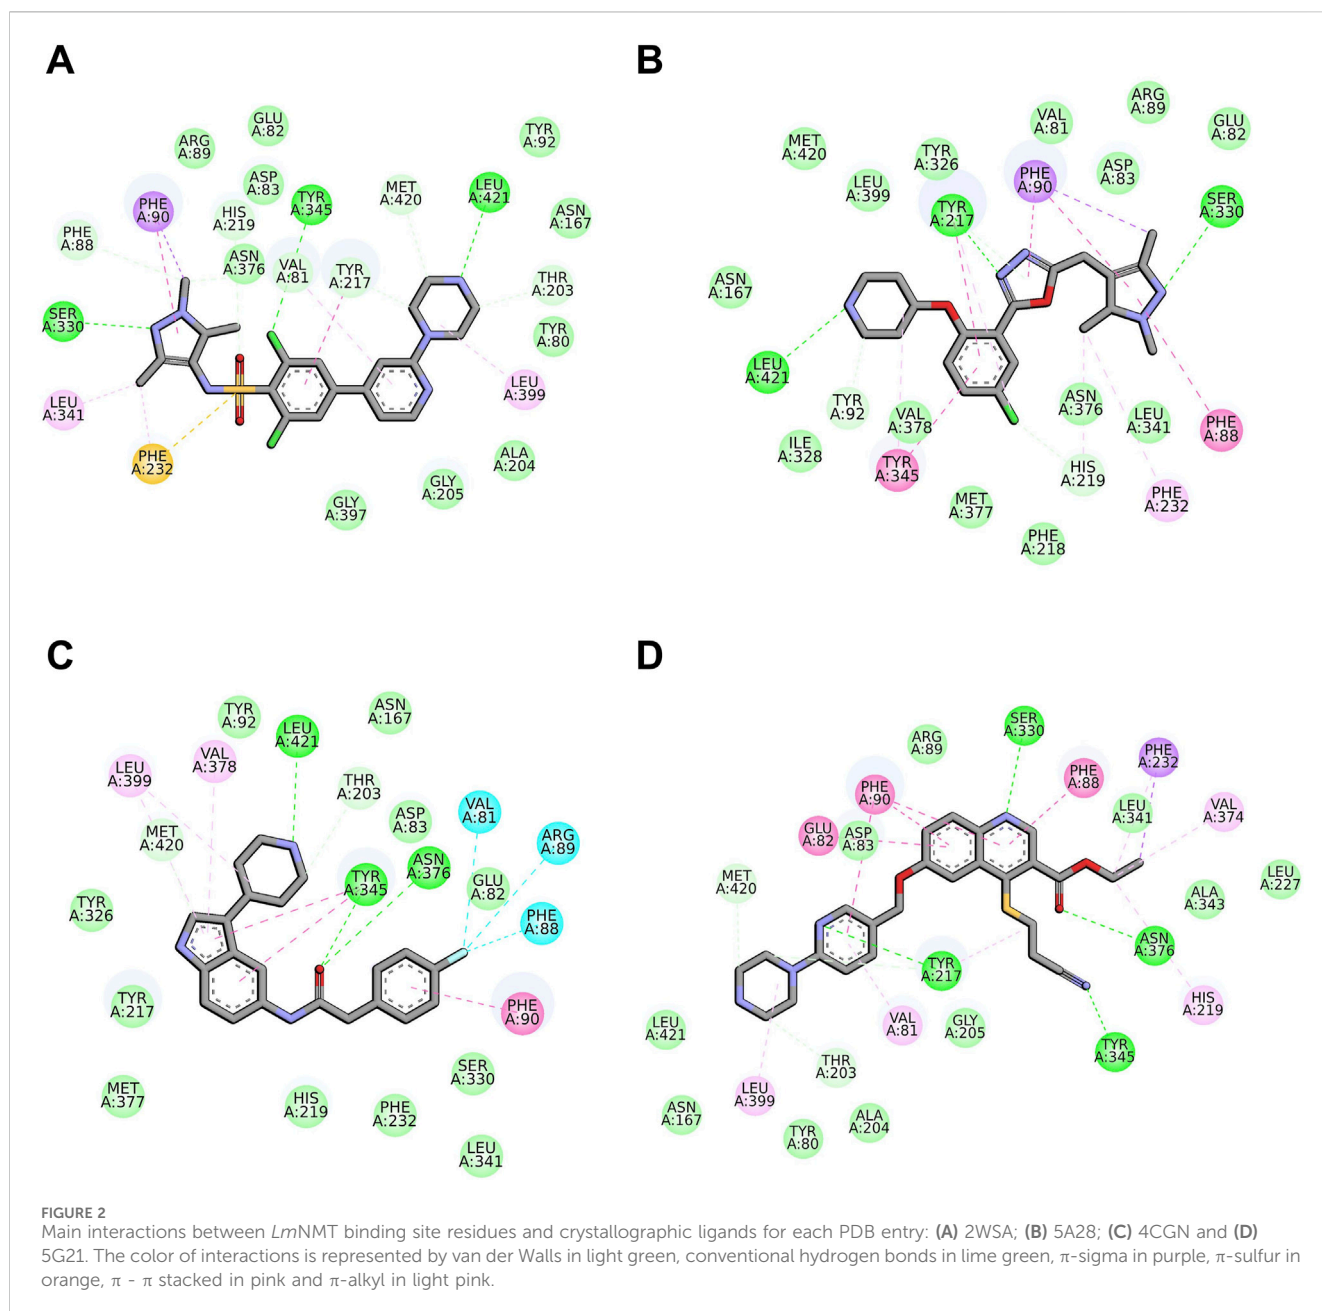 A
GLU
A:82
TYR
A:92
ARG
A:89
ASP
A:83
TYR
A:345
MET
A:420
LEU
A:421
PHE
A:90
HIS
A:219
ASN
A:167
PHE
A:88
ASN
A:376
VAL
A:81
TYR
A:217
THR
A:203
SER
A:330
TYR
A:80
LEU
A:341
LEU
A:399
PHE
A:232
ALA
A:204
GLY
A:205
GLY
A:397
B
ARG
A:89
VAL
A:81
GLU
A:82
MET
A:420
TYR
A:326
ASP
A:83
LEU
A:399
PHE
A:90
SER
A:330
TYR
A:217
ASN
A:167
LEU
A:421
TYR
A:92
VAL
A:378
ASN
A:376
LEU
A:341
PHE
A:88
ILE
A:328
TYR
A:345
HIS
A:219
MET
A:377
PHE
A:232
PHE
A:218
C
TYR
A:92
LEU
A:421
ASN
A:167
LEU
A:399
VAL
A:378
THR
A:203
VAL
A:81
ASP
A:83
ARG
A:89
MET
A:420
TYR
A:345
ASN
A:376
GLU
A:82
TYR
A:326
PHE
A:88
TYR
A:217
PHE
A:90
SER
A:330
MET
A:377
HIS
A:219
PHE
A:232
LEU
A:341
D
SER
A:330
ARG
A:89
PHE
A:232
PHE
A:90
PHE
A:88
GLU
A:82
ASP
A:83
LEU
A:341
VAL
A:374
MET
A:420
ALA
A:343
LEU
A:227
ASN
A:376
TYR
A:217
LEU
A:421
VAL
A:81
GLY
A:205
HIS
A:219
TYR
A:345
THR
A:203
LEU
A:399
ASN
A:167
TYR
A:80
ALA
A:204
FIGURE 2
Main interactions between LmNMT binding site residues and crystallographic ligands for each PDB entry: (A) 2WSA; (B) 5A28; (C) 4CGN and (D)
5G21. The color of interactions is represented by van der Walls in light green, conventional hydrogen bonds in lime green, π-sigma in purple, π-sulfur in
orange, π - π stacked in pink and π-alkyl in light pink.